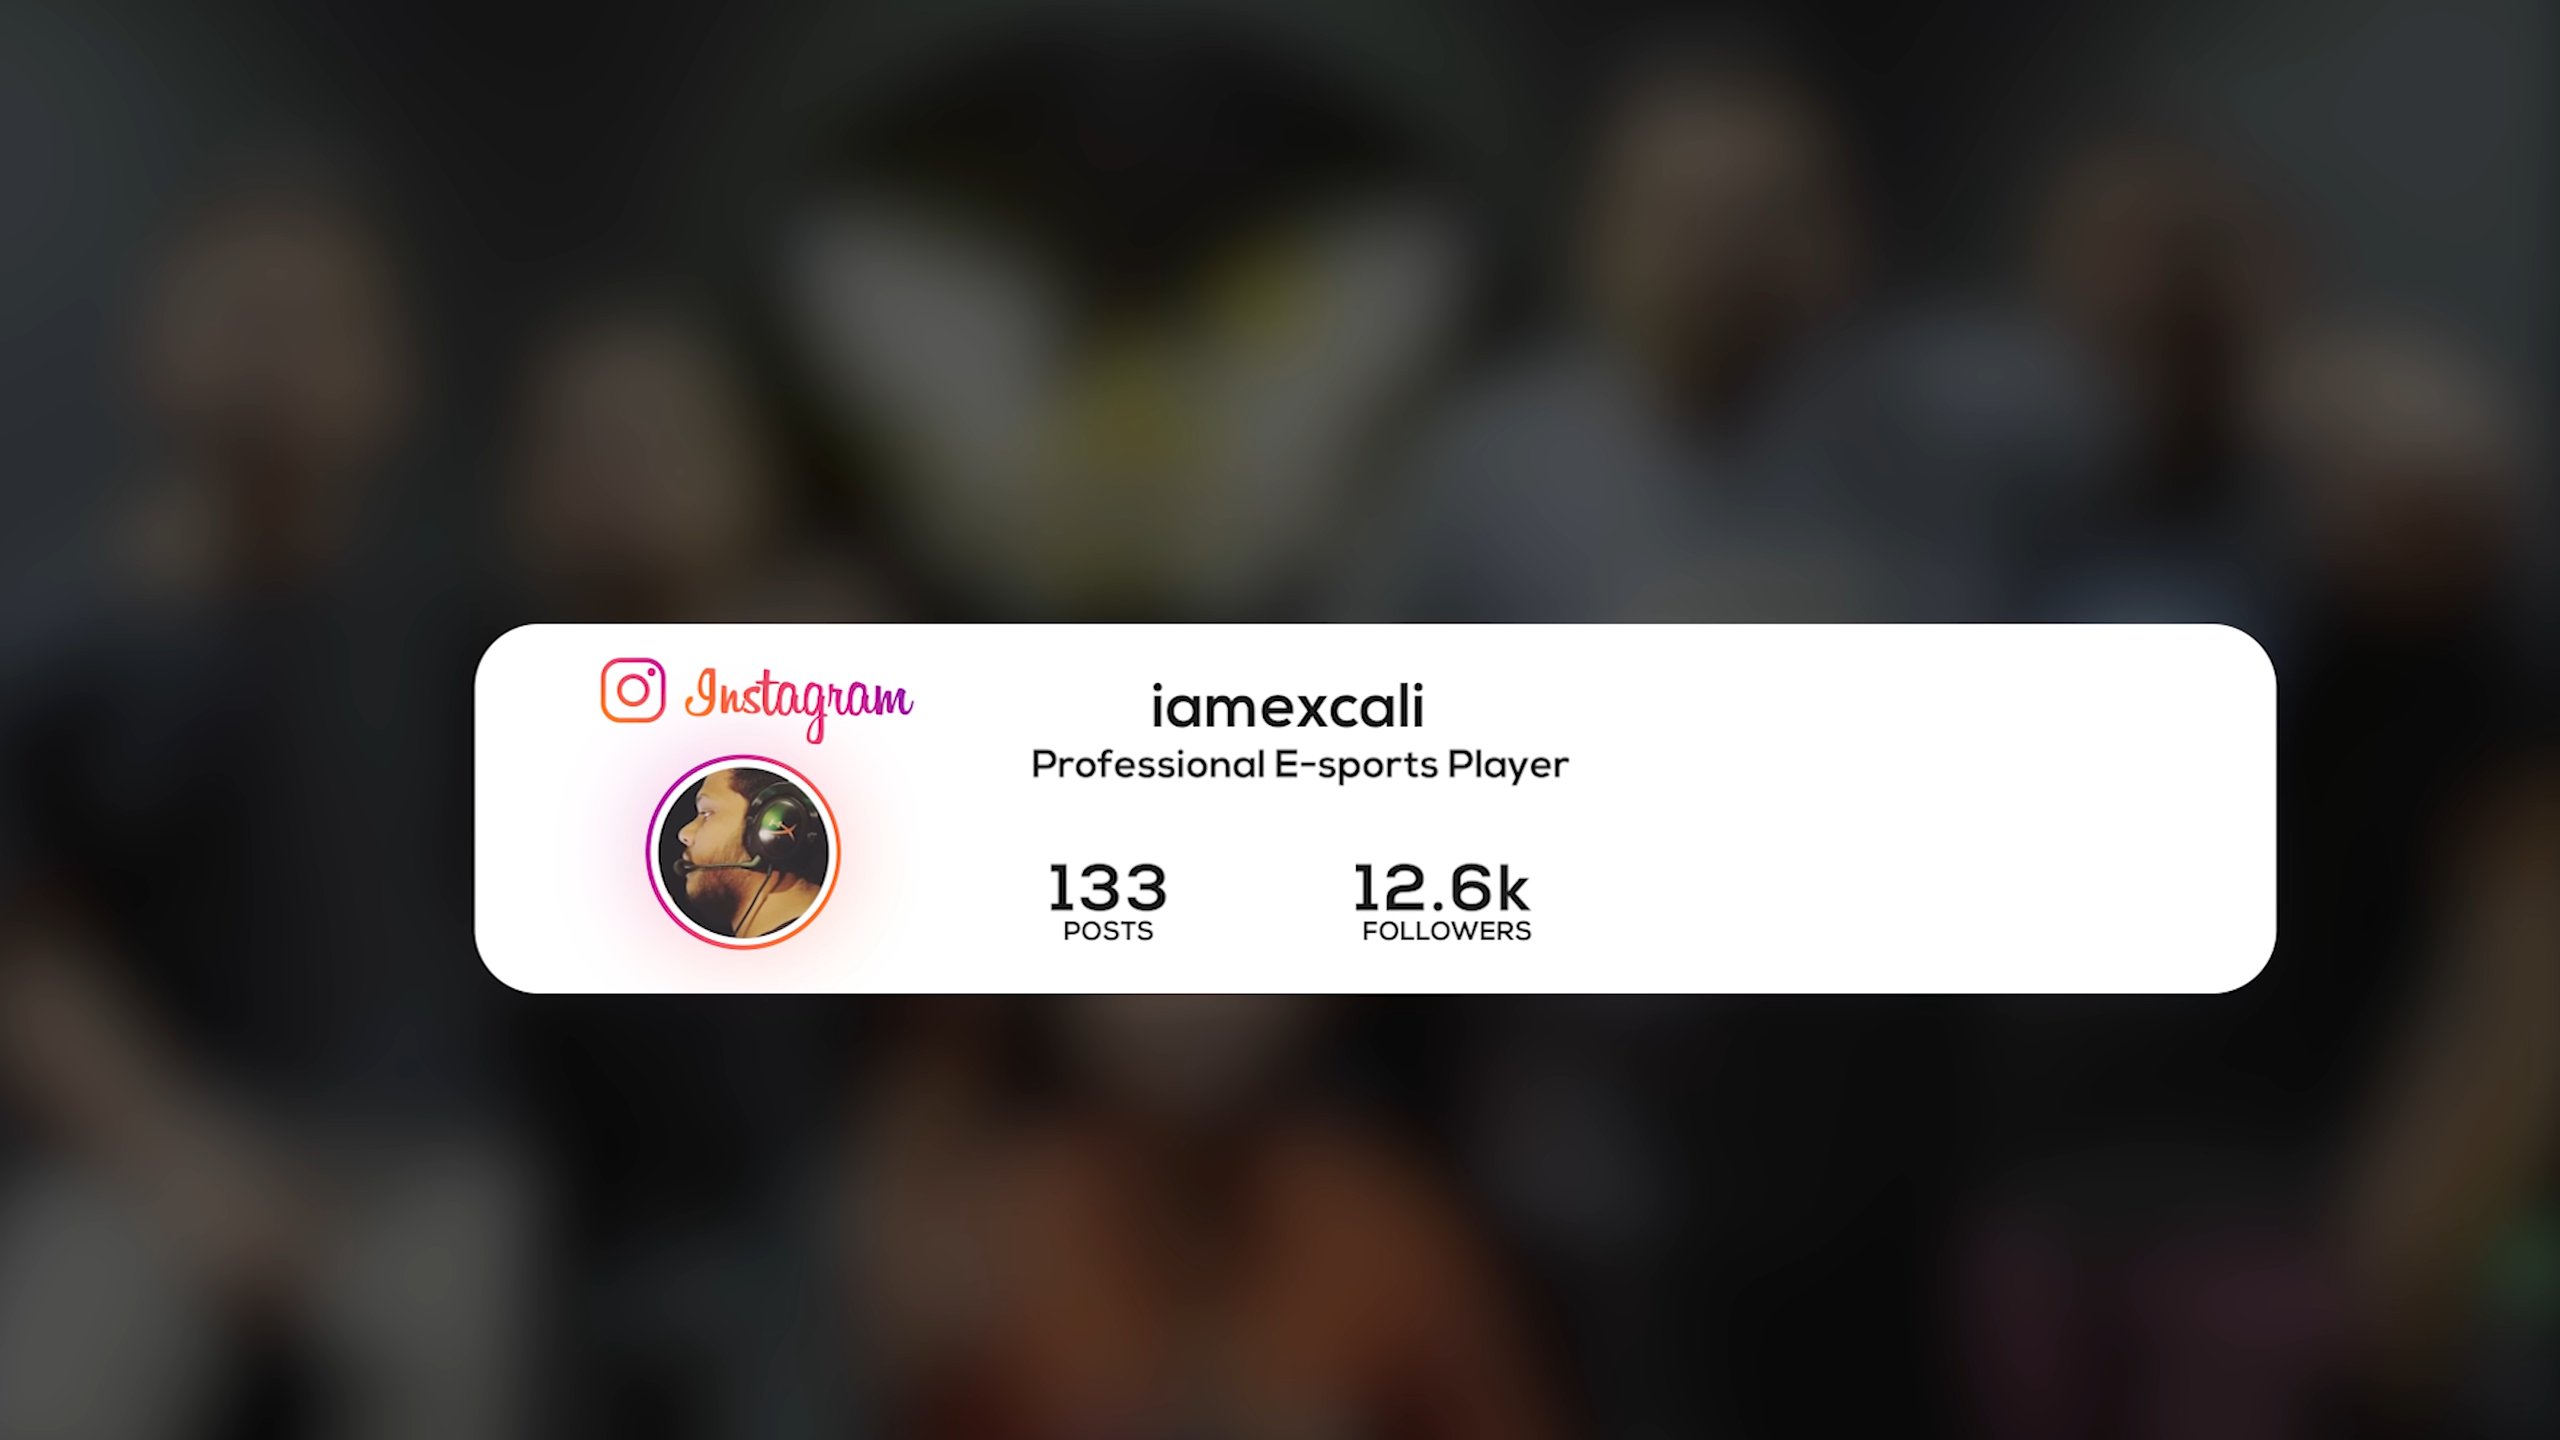 Instagram
iamexcali
Professional E-sports Player
133
POSTS
12.6k
FOLLOWERS